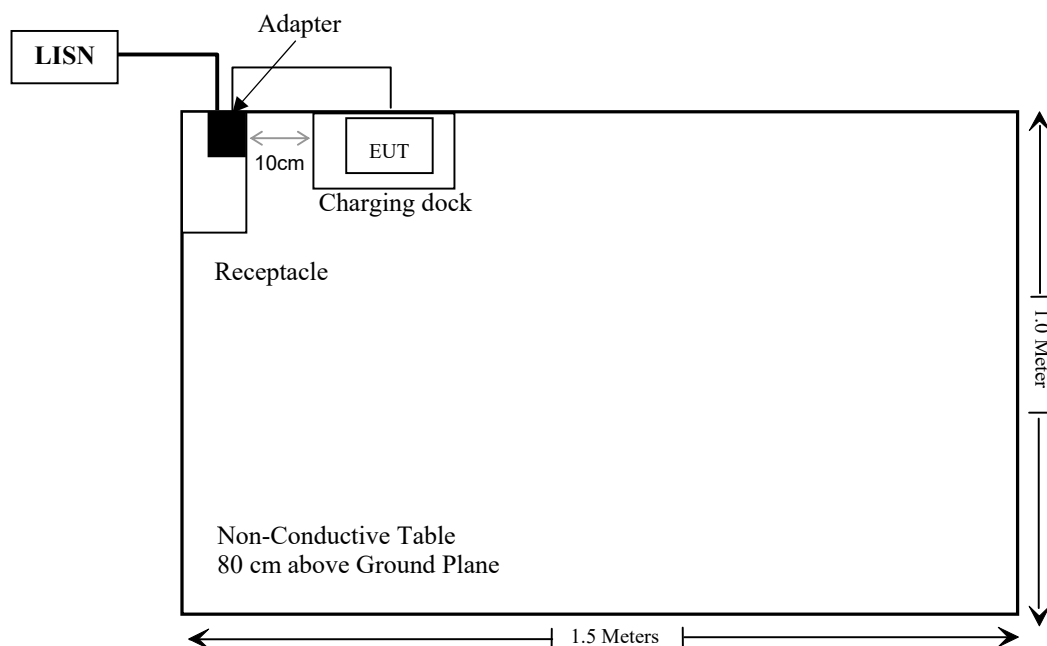 Adapter
LISN
EUT
10cm
Charging dock
Receptacle
1.0 Meter
Non-Conductive Table
80 cm above Ground Plane
1.5 Meters